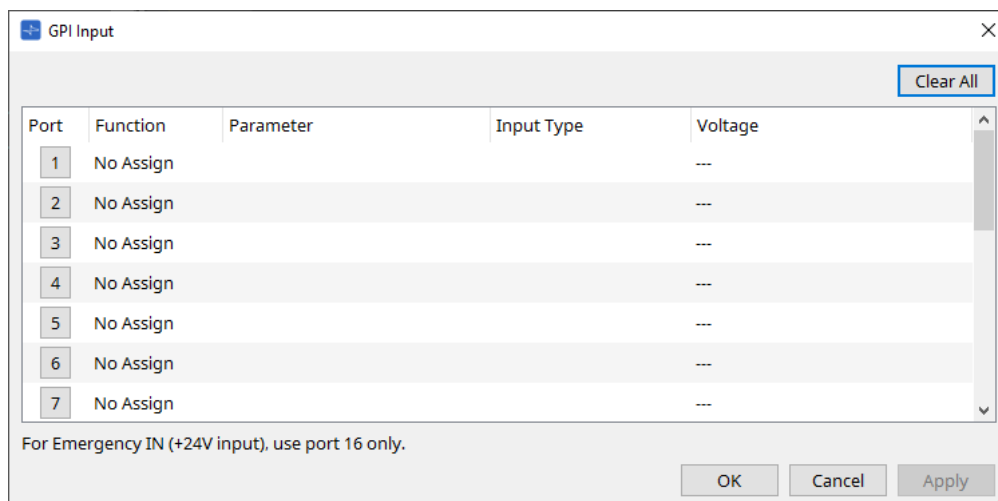 GPI Input
Clear All
Port Function Parameter Input Type Voltage
1 No Assign ---
2 No Assign ---
3 No Assign ---
4 No Assign ---
5 No Assign ---
6 No Assign ---
7 No Assign ---
For Emergency IN (+24V input), use port 16 only.
OK Cancel Apply